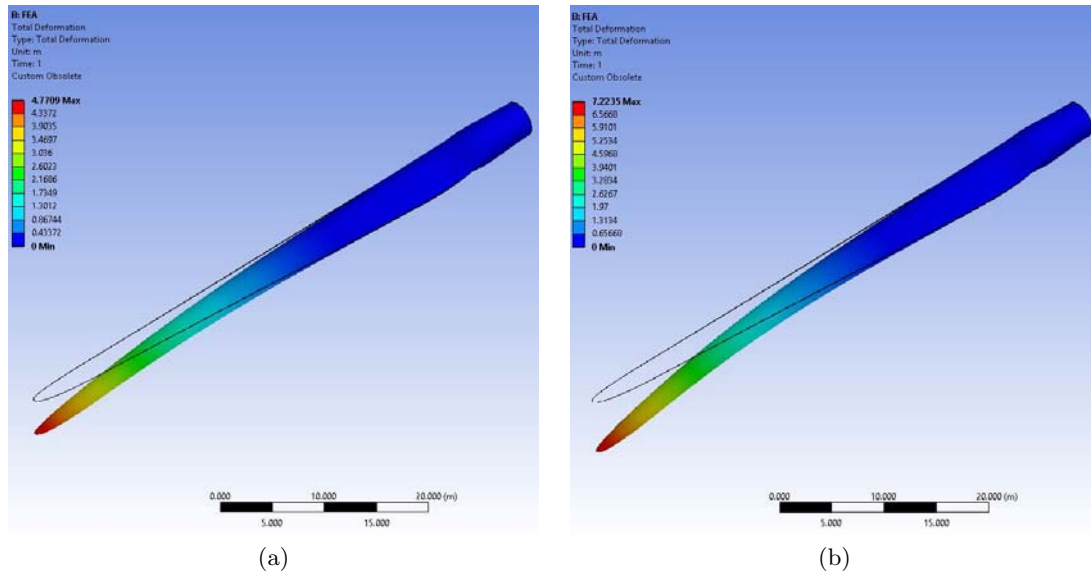 B: FEA
Total Deformation
Type: Total Deformation
Unit: m
Time: 1
Custom Obsolete
4.7709 Max
4.3372
3.9035
3.4697
3.036
2.6023
2.1686
1.7349
1.3012
0.86744
0.43372
0 Min
0.000 10.000 20.000 (m)
5.000 15.000
(a)
B: FEA
Total Deformation
Type: Total Deformation
Unit: m
Time: 1
Custom Obsolete
7.2235 Max
6.5668
5.9101
5.2534
4.5968
3.9401
3.2834
2.6267
1.97
1.3134
0.65668
0 Min
0.000 10.000 20.000 (m)
5.000 15.000
(b)